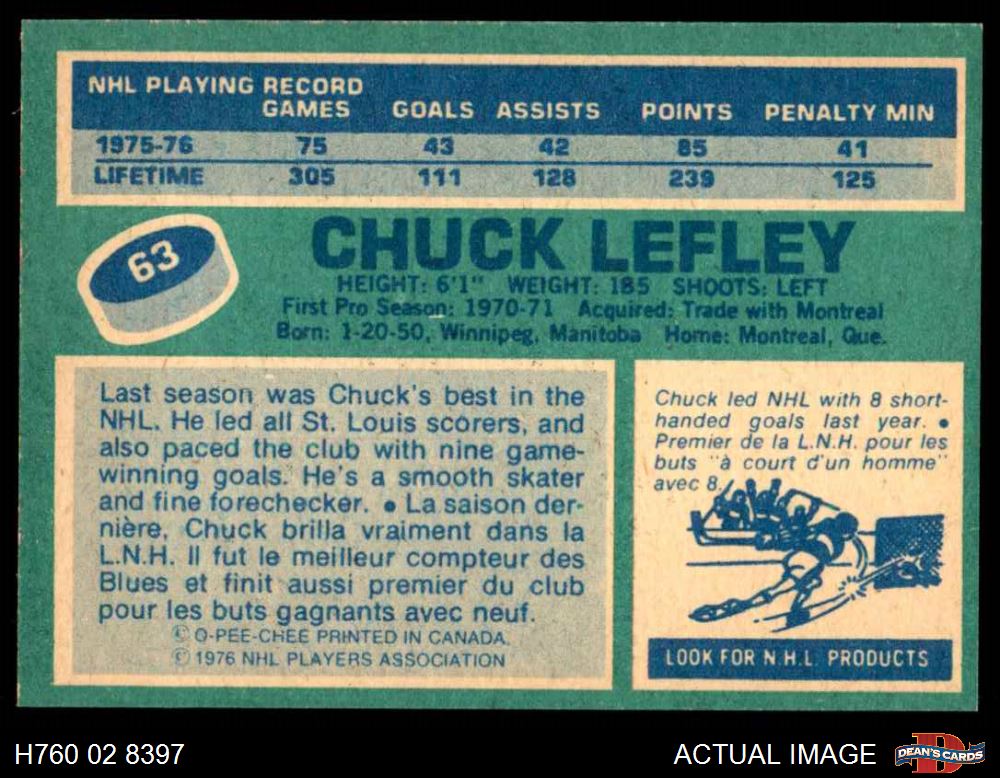 NHL PLAYING RECORD
GAMES GOALS ASSISTS POINTS PENALTY MIN
1975-76 75 43 42 85 41
LIFETIME 305 111 128 239 125
63
CHUCK LEFLEY
HEIGHT: 6'1" WEIGHT: 185 SHOOTS: LEFT
First Pro Season: 1970-71 Acquired: Trade with Montreal
Born: 1-20-50, Winnipeg, Manitoba Home: Montreal, Que.
Last season was Chuck's best in the
NHL. He led all St. Louis scorers, and
also paced the club with nine game-
winning goals. He's a smooth skater
and fine forechecker. • La saison der-
nière, Chuck brilla vraiment dans la
L.N.H. Il fut le meilleur compteur des
Blues et finit aussi premier du club
pour les buts gagnants avec neuf.
© O-PEE-CHEE PRINTED IN CANADA.
© 1976 NHL PLAYERS ASSOCIATION
Chuck led NHL with 8 short-
handed goals last year. •
Premier de la L.N.H. pour les
buts "à court d'un homme"
avec 8.
LOOK FOR N.H.L. PRODUCTS
H760 02 8397
ACTUAL IMAGE
DEAN'S CARDS